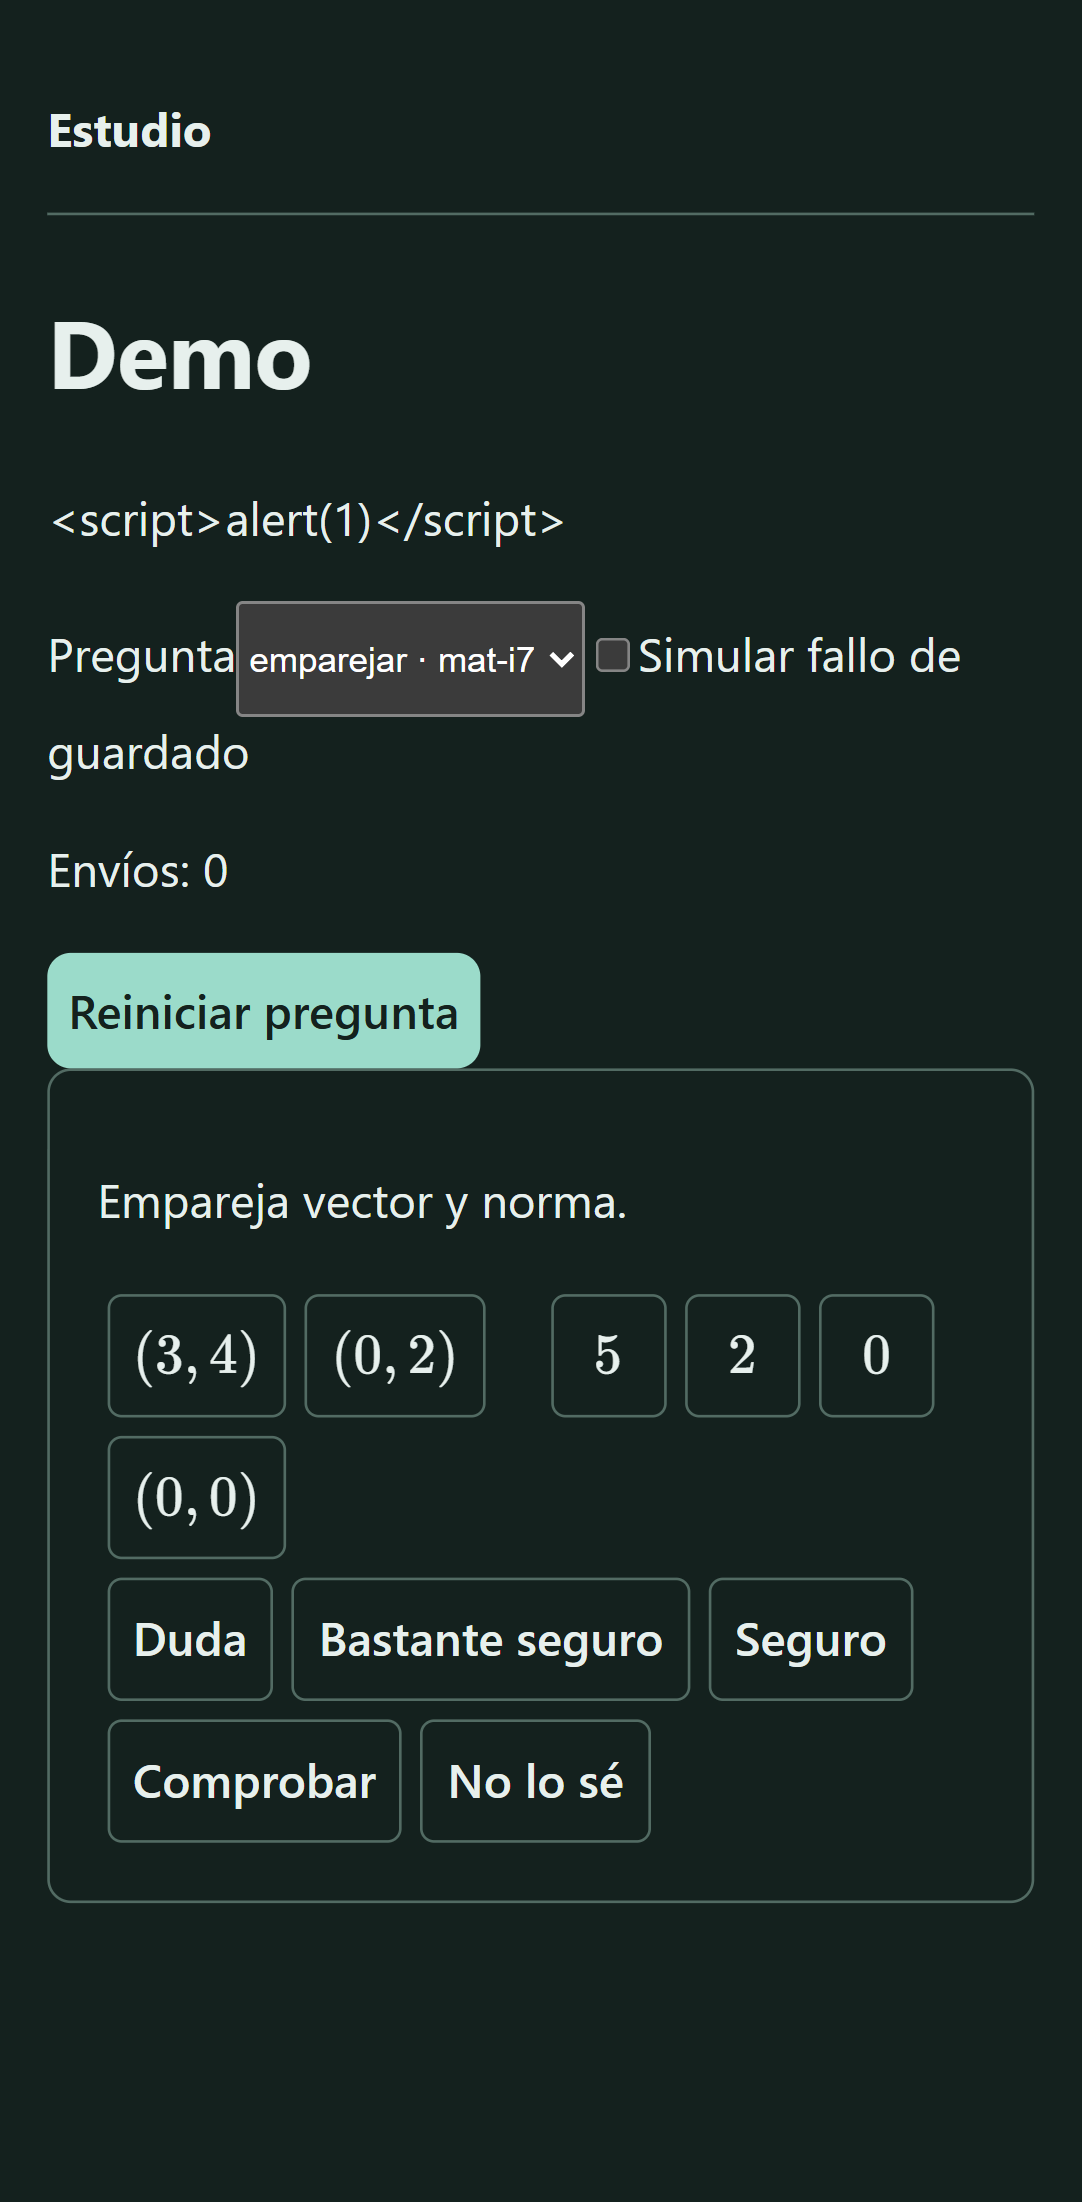 Estudio
Demo
<script>alert(1)</script>
Pregunta emparejar · mat-i7 Simular fallo de
guardado
Envíos: 0
Reiniciar pregunta
Empareja vector y norma.
(3, 4) (0, 2) 5 2 0
(0, 0)
Duda Bastante seguro Seguro
Comprobar No lo sé